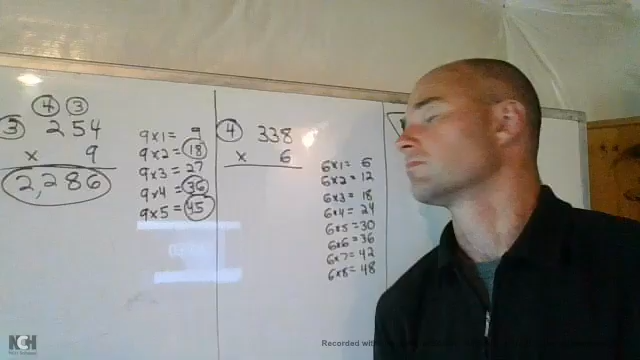 4 3
3 254
x 9
2,286
9x1= 9
9x2= 18
9x3= 27
9x4= 36
9x5= 45
4 338
x 6
6x1= 6
6x2= 12
6x3= 18
6x4= 24
6x5= 30
6x6= 36
6x7= 42
6x8= 48
NCH
Recorded with